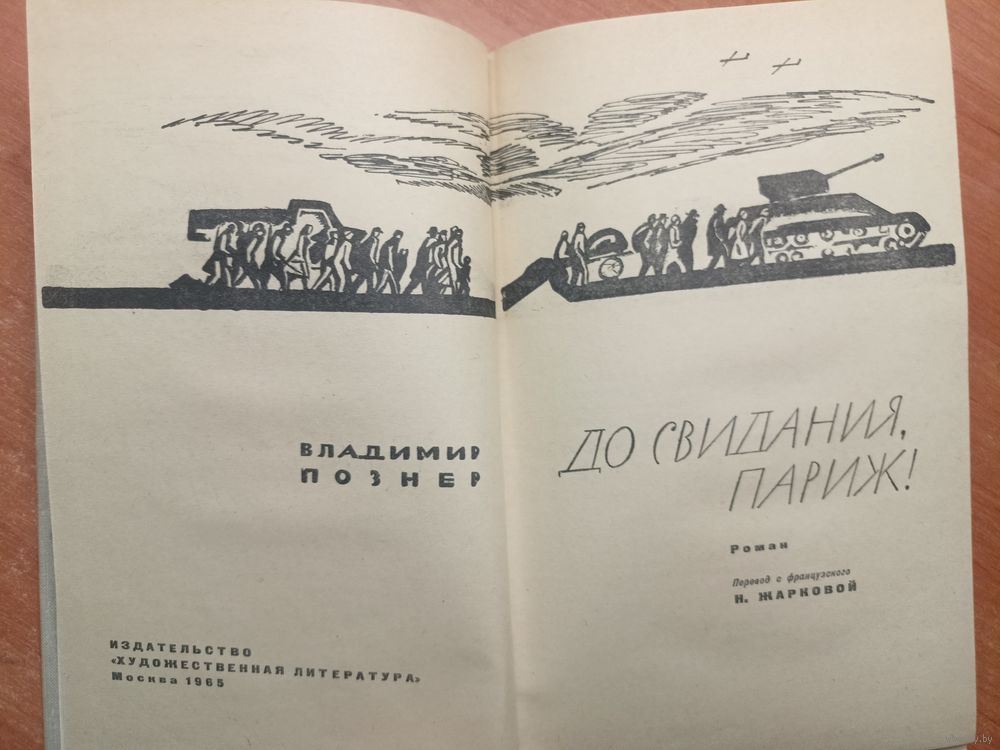 ВЛАДИМИР
ПОЗНЕР
ИЗДАТЕЛЬСТВО
«ХУДОЖЕСТВЕННАЯ ЛИТЕРАТУРА»
Москва 1965
ДО СВИДАНИЯ,
ПАРИЖ!
Роман
Перевод с французского
Н. ЖАРКОВОЙ